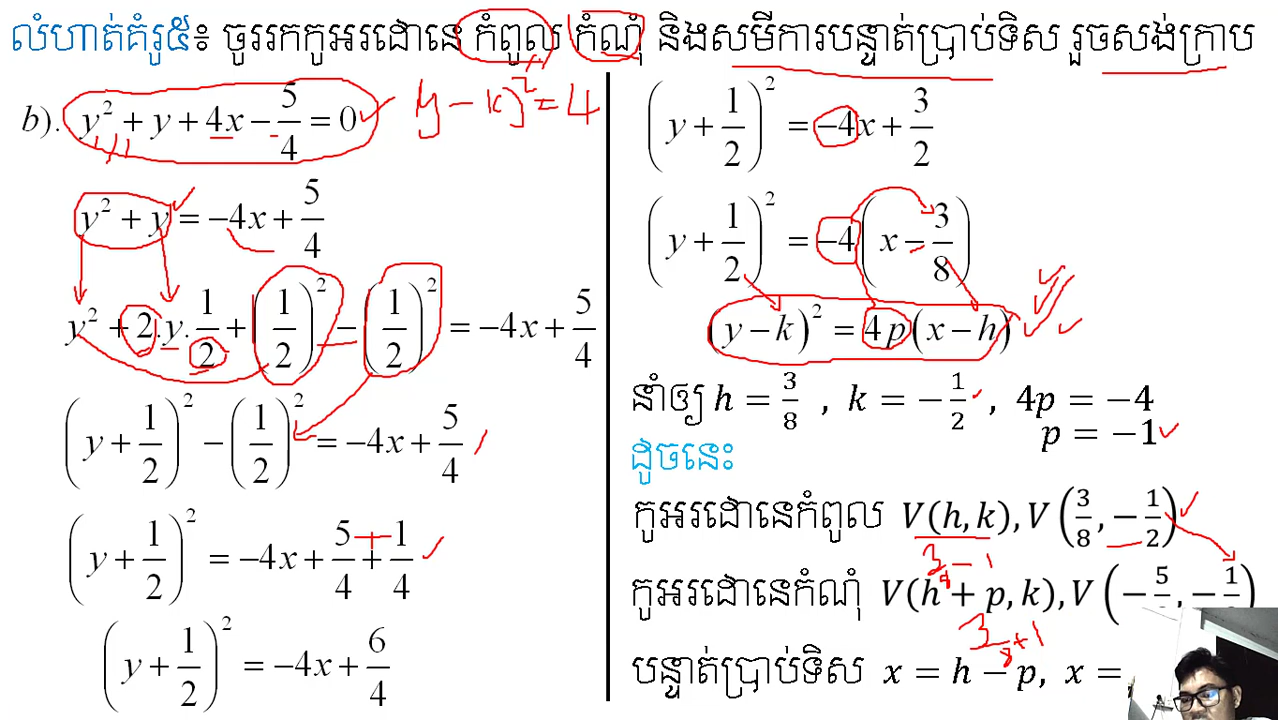 លំហាត់គំរូ៥៖ ចូររកកូអរដោនេ កំពូល កំណុំ និងសមីការបន្ទាត់ប្រាប់ទិស រួចសង់ក្រាប
b). y² + y + 4x − 5/4 = 0
(y − k)² = 4
y² + y = −4x + 5/4
y² + 2.y.1/2 + (1/2)² − (1/2)² = −4x + 5/4
(y + 1/2)² − (1/2)² = −4x + 5/4
(y + 1/2)² = −4x + 5/4 + 1/4
(y + 1/2)² = −4x + 6/4
(y + 1/2)² = −4x + 3/2
(y + 1/2)² = −4(x − 3/8)
(y − k)² = 4p(x − h)
នាំឲ្យ h = 3/8 , k = −1/2 , 4p = −4
p = −1
ដូចនេះ
កូអរដោនេកំពូល V(h, k), V(3/8, −1/2)
3/8 − 1
កូអរដោនេកំណុំ V(h + p, k), V(−5/, −1/
3/8 + 1
បន្ទាត់ប្រាប់ទិស x = h − p, x =